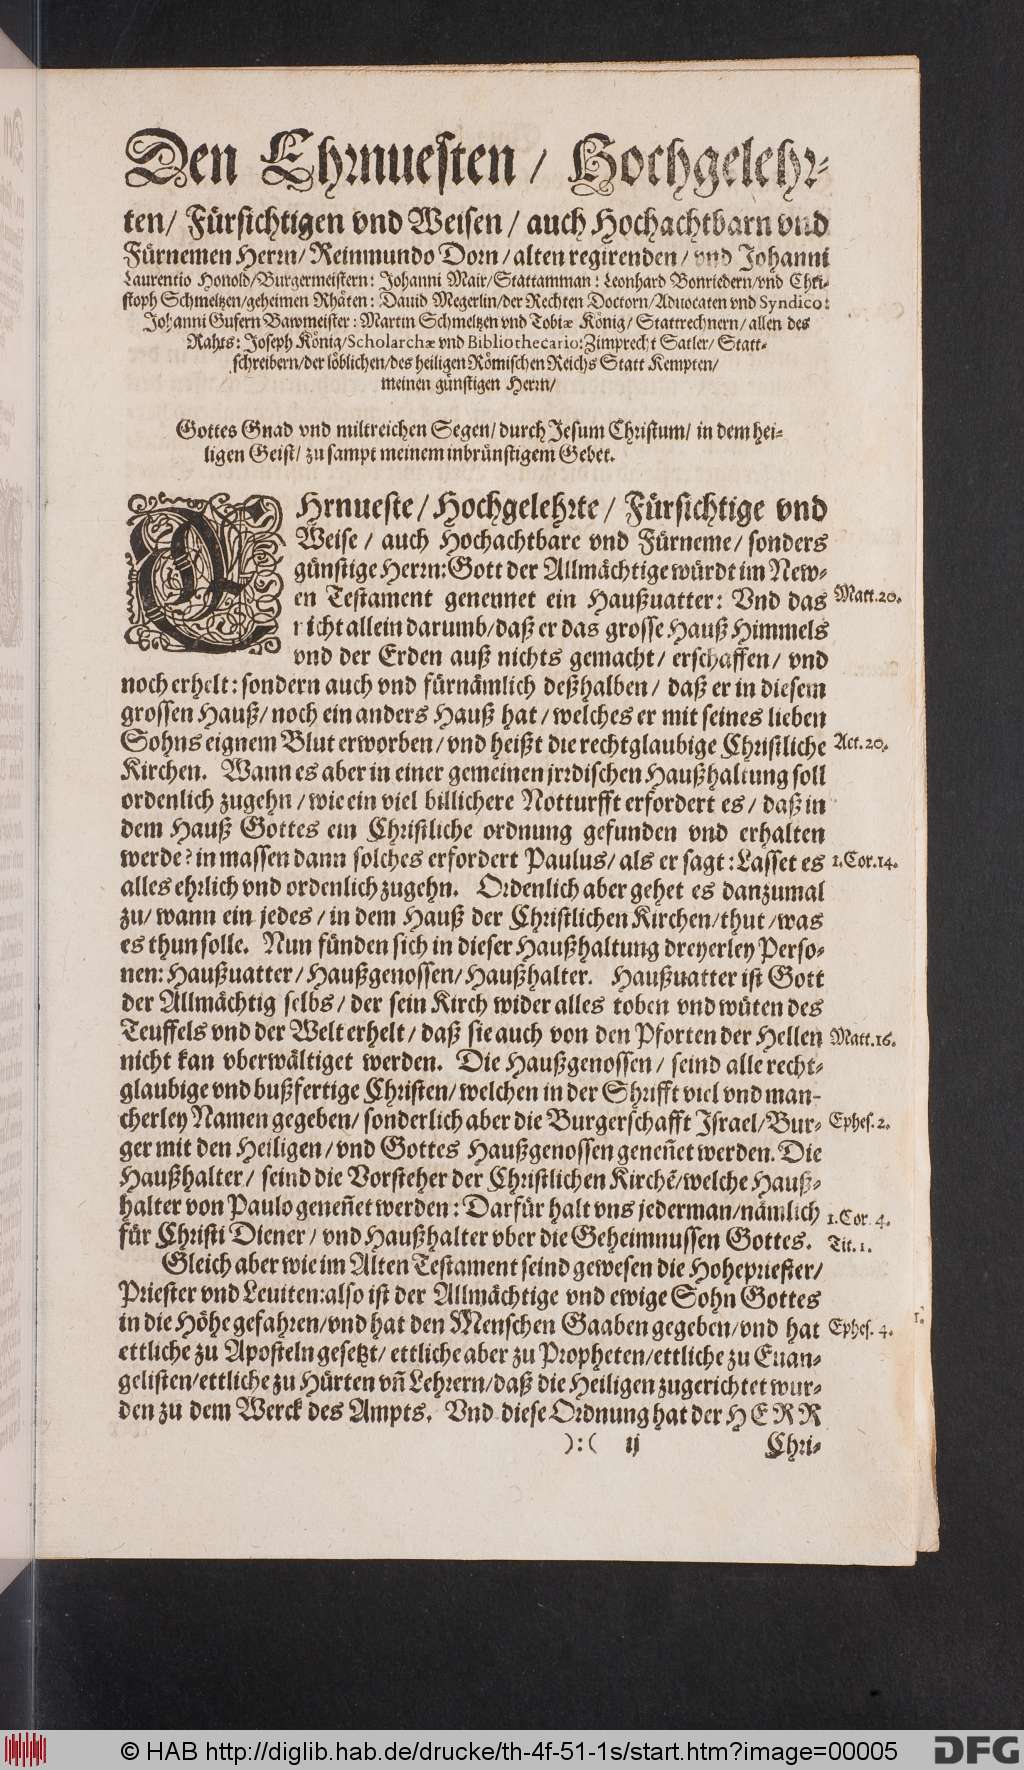 Den Ehrnuesten / Hochgelehr-
ten/ Fürsichtigen vnd Weisen / auch Hochachtbarn vnd
Fürnemen Herrn/ Reinmundo Dorn / alten regirenden / vnd Johanni
Laurentio Honold/Burgermeistern: Johanni Mair/Stattamman: Leonhard Bonriedern/vnd Chri-
stoph Schmeltzen/geheimen Rhäten: Dauid Megerlin/der Rechten Doctorn/Aduocaten vnd Syndico:
Johanni Gufern Bawmeister: Martin Schmeltzen vnd Tobiæ König/ Stattrechnern/ allen des
Rahts: Joseph König/Scholarchæ vnd Bibliothecario: Zimprecht Satler/ Statt-
schreibern/der löblichen/des heiligen Römischen Reichs Statt Kempten/
meinen günstigen Herrn/
Gottes Gnad vnd miltreichen Segen/ durch Jesum Christum/ in dem hei-
ligen Geist/ zu sampt meinem inbrünstigem Gebet.
EHrnueste / Hochgelehrte / Fürsichtige vnd
Weise / auch Hochachtbare vnd Fürneme/ sonders
günstige Herrn: Gott der Allmächtige würdt im New-
en Testament genennet ein Haußuatter: Vnd das Matt.20.
nicht allein darumb/daß er das grosse Hauß Himmels
vnd der Erden auß nichts gemacht/ erschaffen/ vnd
noch erhelt: sondern auch vnd fürnämlich deßhalben/ daß er in diesem
grossen Hauß/ noch ein anders Hauß hat / welches er mit seines lieben
Sohns eignem Blut erworben/ vnd heißt die rechtglaubige Christliche Act.20.
Kirchen. Wann es aber in einer gemeinen jrrdischen Haußhaltung soll
ordenlich zugehn / wie ein viel billichere Notturfft erfordert es / daß in
dem Hauß Gottes ein Christliche ordnung gefunden vnd erhalten
werde? in massen dann solches erfordert Paulus/ als er sagt: Lasset es 1.Cor.14.
alles ehrlich vnd ordenlich zugehn. Ordenlich aber gehet es danzumal
zu/ wann ein jedes / in dem Hauß der Christlichen Kirchen/thut /was
es thun solle. Nun fünden sich in dieser Haußhaltung dreyerley Perso-
nen: Haußuatter / Haußgenossen/ Haußhalter. Haußuatter ist Gott
der Allmächtig selbs / der sein Kirch wider alles toben vnd wüten des
Teuffels vnd der Welt erhelt / daß sie auch von den Pforten der Hellen Matt.16.
nicht kan vberwältiget werden. Die Haußgenossen / seind alle recht-
glaubige vnd bußfertige Christen/ welchen in der Shrifft viel vnd man-
cherley Namen gegeben/ sonderlich aber die Burgerschafft Israel/ Bur- Ephes. 2.
ger mit den Heiligen / vnd Gottes Haußgenossen geneñet werden. Die
Haußhalter / seind die Vorsteher der Christlichen Kirchẽ/welche Hauß-
halter von Paulo geneñet werden: Darfür halt vns jederman/nämlich 1.Cor. 4.
für Christi Diener / vnd Haußhalter vber die Geheimnussen Gottes. Tit. 1.
Gleich aber wie im Alten Testament seind gewesen die Hohepriester/
Priester vnd Leuiten: also ist der Allmächtige vnd ewige Sohn Gottes
in die Höhe gefahren/vnd hat den Menschen Gaaben gegeben/vnd hat Ephes. 4.
ettliche zu Aposteln gesetzt/ ettliche aber zu Propheten/ettliche zu Euan-
gelisten/ettliche zu Hürten vñ Lehrern/daß die Heiligen zugerichtet wur-
den zu dem Werck des Ampts. Vnd diese Ordnung hat der HERR
):( ij Chri-
© HAB http://diglib.hab.de/drucke/th-4f-51-1s/start.htm?image=00005
DFG